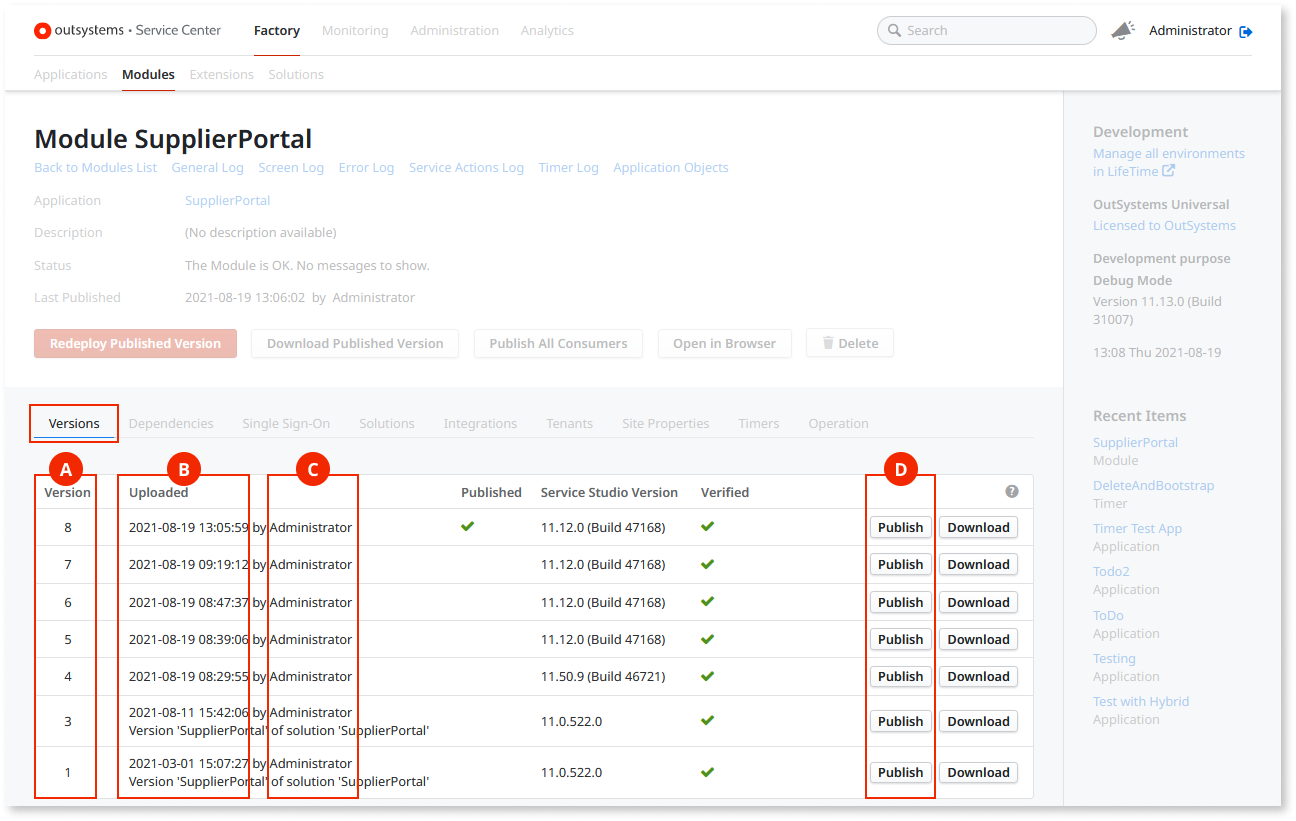 outsystems • Service Center Factory Monitoring Administration Analytics Search Administrator
Applications Modules Extensions Solutions
Module SupplierPortal
Back to Modules List General Log Screen Log Error Log Service Actions Log Timer Log Application Objects
Application SupplierPortal
Description (No description available)
Status The Module is OK. No messages to show.
Last Published 2021-08-19 13:06:02 by Administrator
Redeploy Published Version Download Published Version Publish All Consumers Open in Browser Delete
Versions Dependencies Single Sign-On Solutions Integrations Tenants Site Properties Timers Operation
A B C D
Version Uploaded Published Service Studio Version Verified ?
8 2021-08-19 13:05:59 by Administrator 11.12.0 (Build 47168) Publish Download
7 2021-08-19 09:19:12 by Administrator 11.12.0 (Build 47168) Publish Download
6 2021-08-19 08:47:37 by Administrator 11.12.0 (Build 47168) Publish Download
5 2021-08-19 08:39:06 by Administrator 11.12.0 (Build 47168) Publish Download
4 2021-08-19 08:29:55 by Administrator 11.50.9 (Build 46721) Publish Download
3 2021-08-11 15:42:06 by Administrator 11.0.522.0 Publish Download
Version 'SupplierPortal' of solution 'SupplierPortal'
1 2021-03-01 15:07:27 by Administrator 11.0.522.0 Publish Download
Version 'SupplierPortal' of solution 'SupplierPortal'
Development
Manage all environments
in LifeTime
OutSystems Universal
Licensed to OutSystems
Development purpose
Debug Mode
Version 11.13.0 (Build
31007)
13:08 Thu 2021-08-19
Recent Items
SupplierPortal
Module
DeleteAndBootstrap
Timer
Timer Test App
Application
Todo2
Application
ToDo
Application
Testing
Application
Test with Hybrid
Application